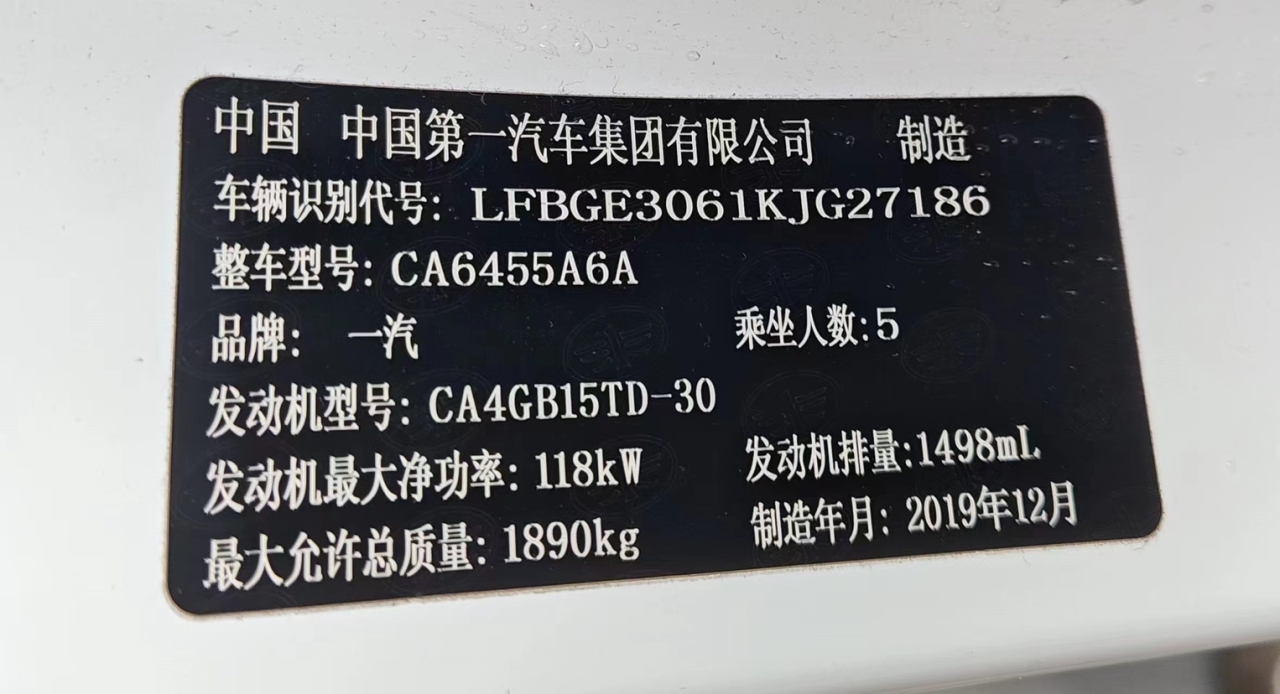 中国 中国第一汽车集团有限公司 制造
车辆识别代号: LFBGE3061KJG27186
整车型号: CA6455A6A
品牌: 一汽 乘坐人数:5
发动机型号: CA4GB15TD-30
发动机最大净功率: 118kW 发动机排量:1498mL
最大允许总质量: 1890kg 制造年月: 2019年12月